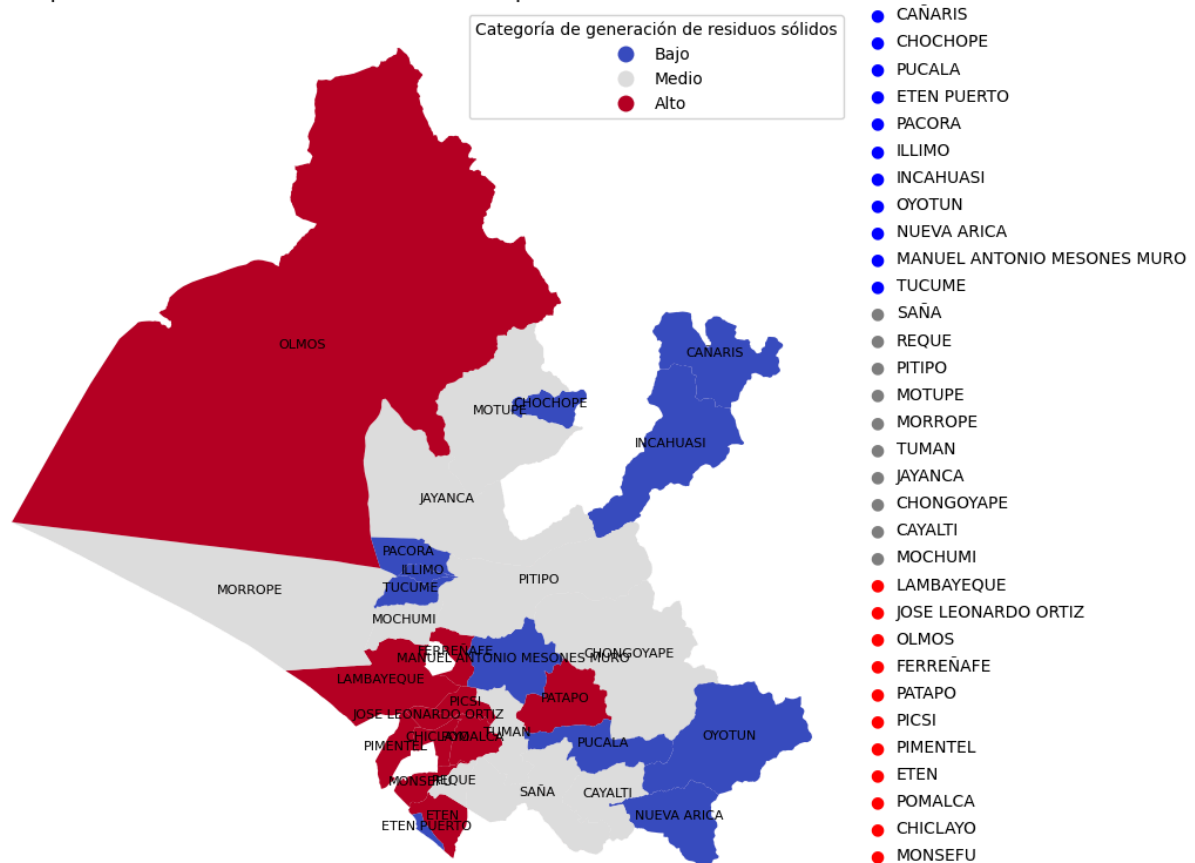 Categoría de generación de residuos sólidos
Bajo
Medio
Alto
CAÑARIS
CHOCHOPE
PUCALA
ETEN PUERTO
PACORA
ILLIMO
INCAHUASI
OYOTUN
NUEVA ARICA
MANUEL ANTONIO MESONES MURO
TUCUME
SAÑA
REQUE
PITIPO
MOTUPE
MORROPE
TUMAN
JAYANCA
CHONGOYAPE
CAYALTI
MOCHUMI
LAMBAYEQUE
JOSE LEONARDO ORTIZ
OLMOS
FERREÑAFE
PATAPO
PICSI
PIMENTEL
ETEN
POMALCA
CHICLAYO
MONSEFU
OLMOS
CAÑARIS
MOTUPE
CHOCHOPE
INCAHUASI
JAYANCA
PACORA
ILLIMO
PITIPO
TUCUME
MORROPE
MOCHUMI
FERREÑAFE
CHONGOYAPE
MANUEL ANTONIO MESONES MURO
LAMBAYEQUE
PATAPO
PICSI
JOSE LEONARDO ORTIZ
TUMAN
CHICLAYO
POMALCA
OYOTUN
PIMENTEL
PUCALA
MONSEFU
REQUE
SAÑA
CAYALTI
ETEN
NUEVA ARICA
ETEN PUERTO